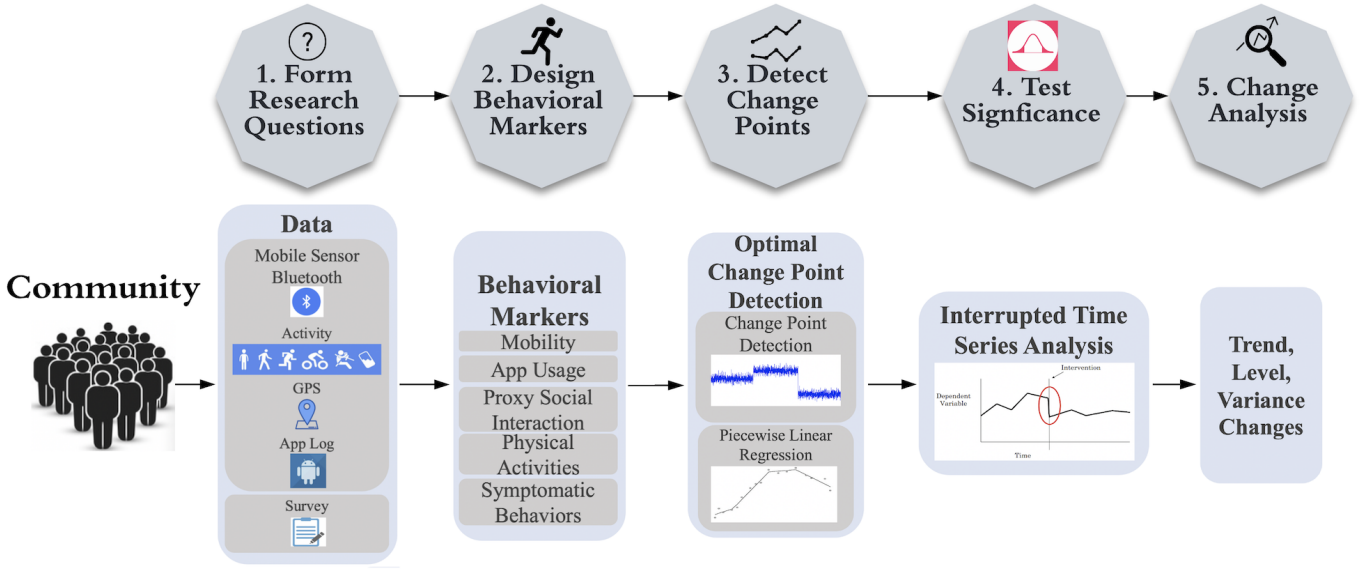 ?
1. Form
Research
Questions
2. Design
Behavioral
Markers
3. Detect
Change
Points
4. Test
Signficance
5. Change
Analysis
Community
Data
Mobile Sensor
Bluetooth
Activity
GPS
App Log
Survey
Behavioral
Markers
Mobility
App Usage
Proxy Social
Interaction
Physical
Activities
Symptomatic
Behaviors
Optimal
Change Point
Detection
Change Point
Detection
Piecewise Linear
Regression
Interrupted Time
Series Analysis
Intervention
Dependent
Variable
Time
Trend,
Level,
Variance
Changes